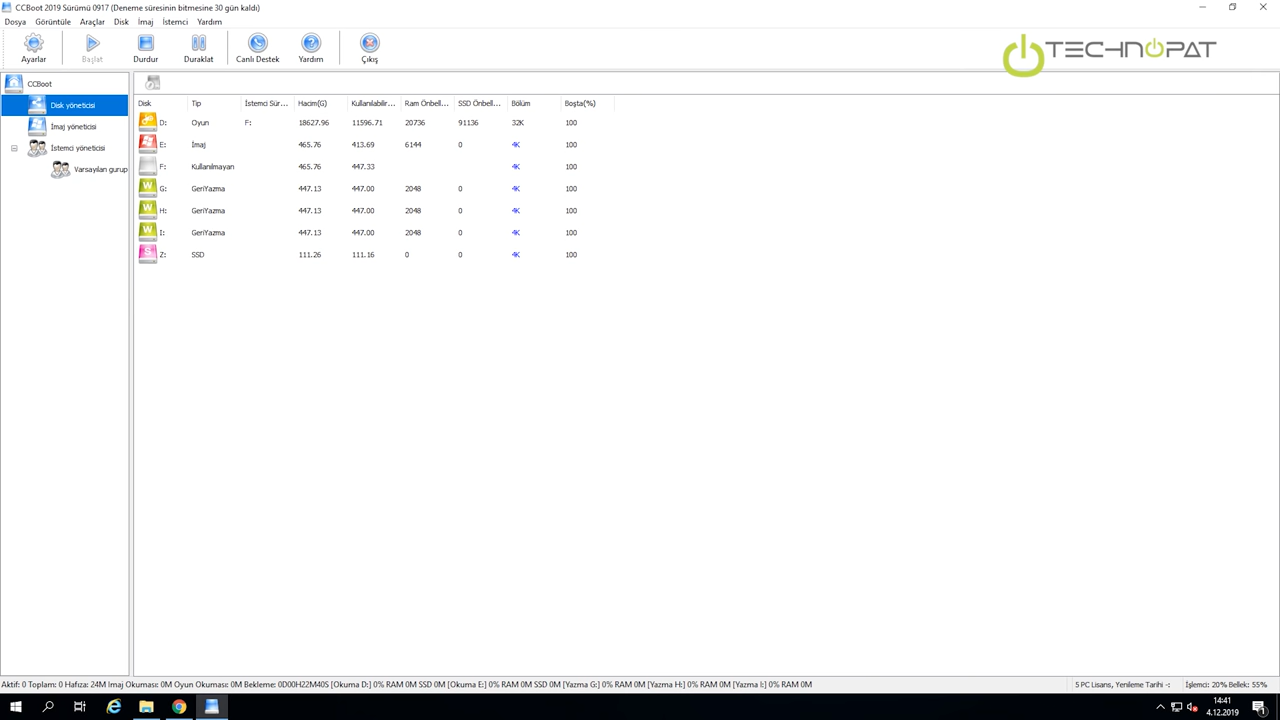 CCBoot 2019 Sürümü 0917 (Deneme süresinin bitmesine 30 gün kaldı)
Dosya Görüntüle Araçlar Disk İmaj İstemci Yardım
Ayarlar Başlat Durdur Duraklat Canlı Destek Yardım Çıkış
TECHNOPAT
CCBoot
Disk yöneticisi
İmaj yöneticisi
İstemci yöneticisi
Varsayılan gurup
Disk Tip İstemci Sür... Hacim(G) Kullanılabilir... Ram Önbell... SSD Önbell... Bölüm Boşta(%)
D: Oyun F: 18627.96 11596.71 20736 91136 32K 100
E: İmaj 465.76 413.69 6144 0 4K 100
F: Kullanılmayan 465.76 447.33
G: GeriYazma 447.13 447.00 2048 0 4K 100
H: GeriYazma 447.13 447.00 2048 0 4K 100
I: GeriYazma 447.13 447.00 2048 0 4K 100
Z: SSD 111.26 111.16 0 0 4K 100
Aktif: 0 Toplam: 0 Hafıza: 24M İmaj Okuması: 0M Oyun Okuması: 0M Bekleme: 0D00H22M40S [Okuma D:] 0% RAM 0M SSD 0M [Okuma E:] 0% RAM 0M SSD 0M [Yazma G:] 0% RAM 0M [Yazma H:] 0% RAM 0M [Yazma I:] 0% RAM 0M
5 PC Lisans, Yenileme Tarihi -:
İşlemci: 20% Bellek: 55%
14:41
4.12.2019
1